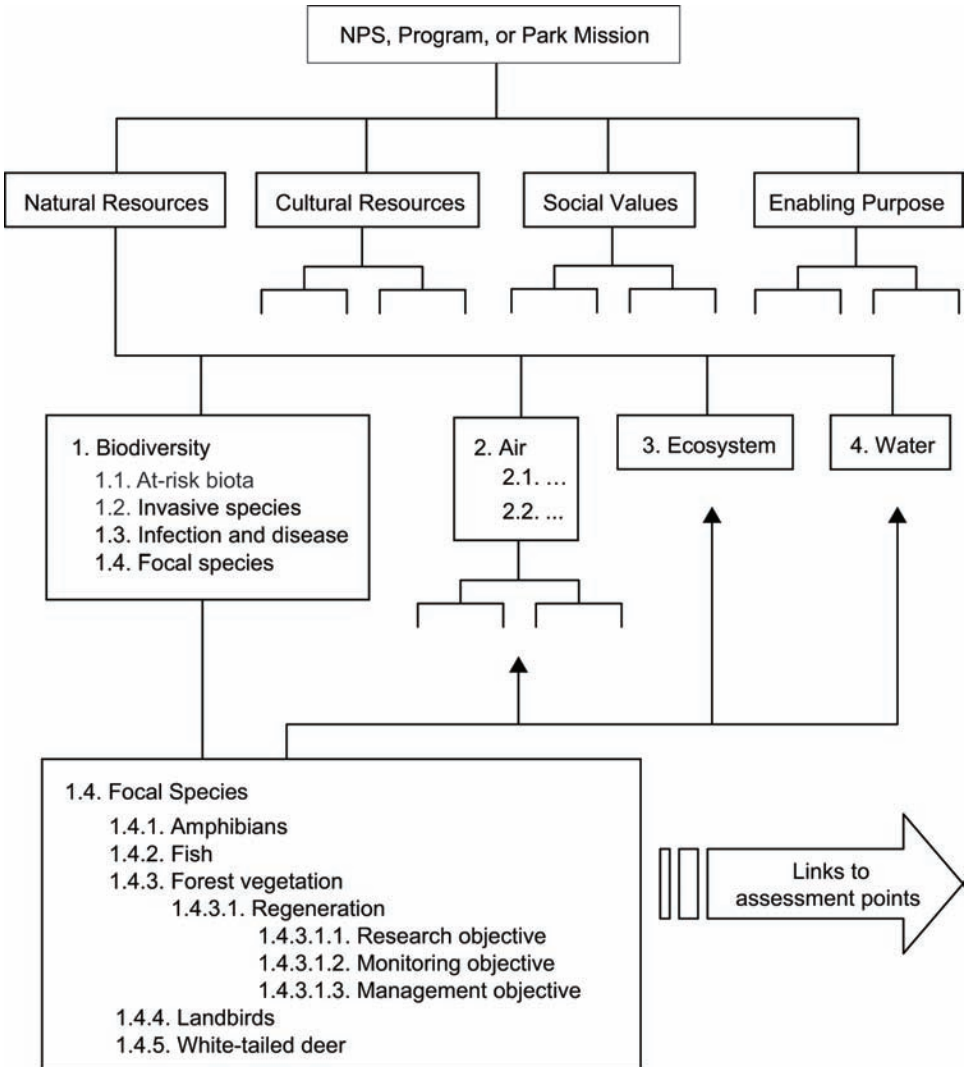 NPS, Program, or Park Mission
Natural Resources
Cultural Resources
Social Values
Enabling Purpose
1. Biodiversity
1.1. At-risk biota
1.2. Invasive species
1.3. Infection and disease
1.4. Focal species
2. Air
2.1. ...
2.2. ...
3. Ecosystem
4. Water
1.4. Focal Species
1.4.1. Amphibians
1.4.2. Fish
1.4.3. Forest vegetation
1.4.3.1. Regeneration
1.4.3.1.1. Research objective
1.4.3.1.2. Monitoring objective
1.4.3.1.3. Management objective
1.4.4. Landbirds
1.4.5. White-tailed deer
Links to
assessment points